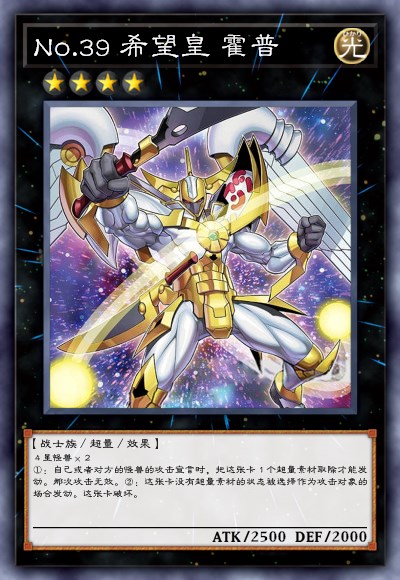 No.39 希望皇 霍普
光
ひかり
39
【战士族／超量／效果】
4星怪兽×2
①：自己或者对方的怪兽的攻击宣言时，把这张卡1个超量素材取除才能发
动。那次攻击无效。②：这张卡没有超量素材的状态被选择作为攻击对象的
场合发动。这张卡破坏。
ATK/2500 DEF/2000